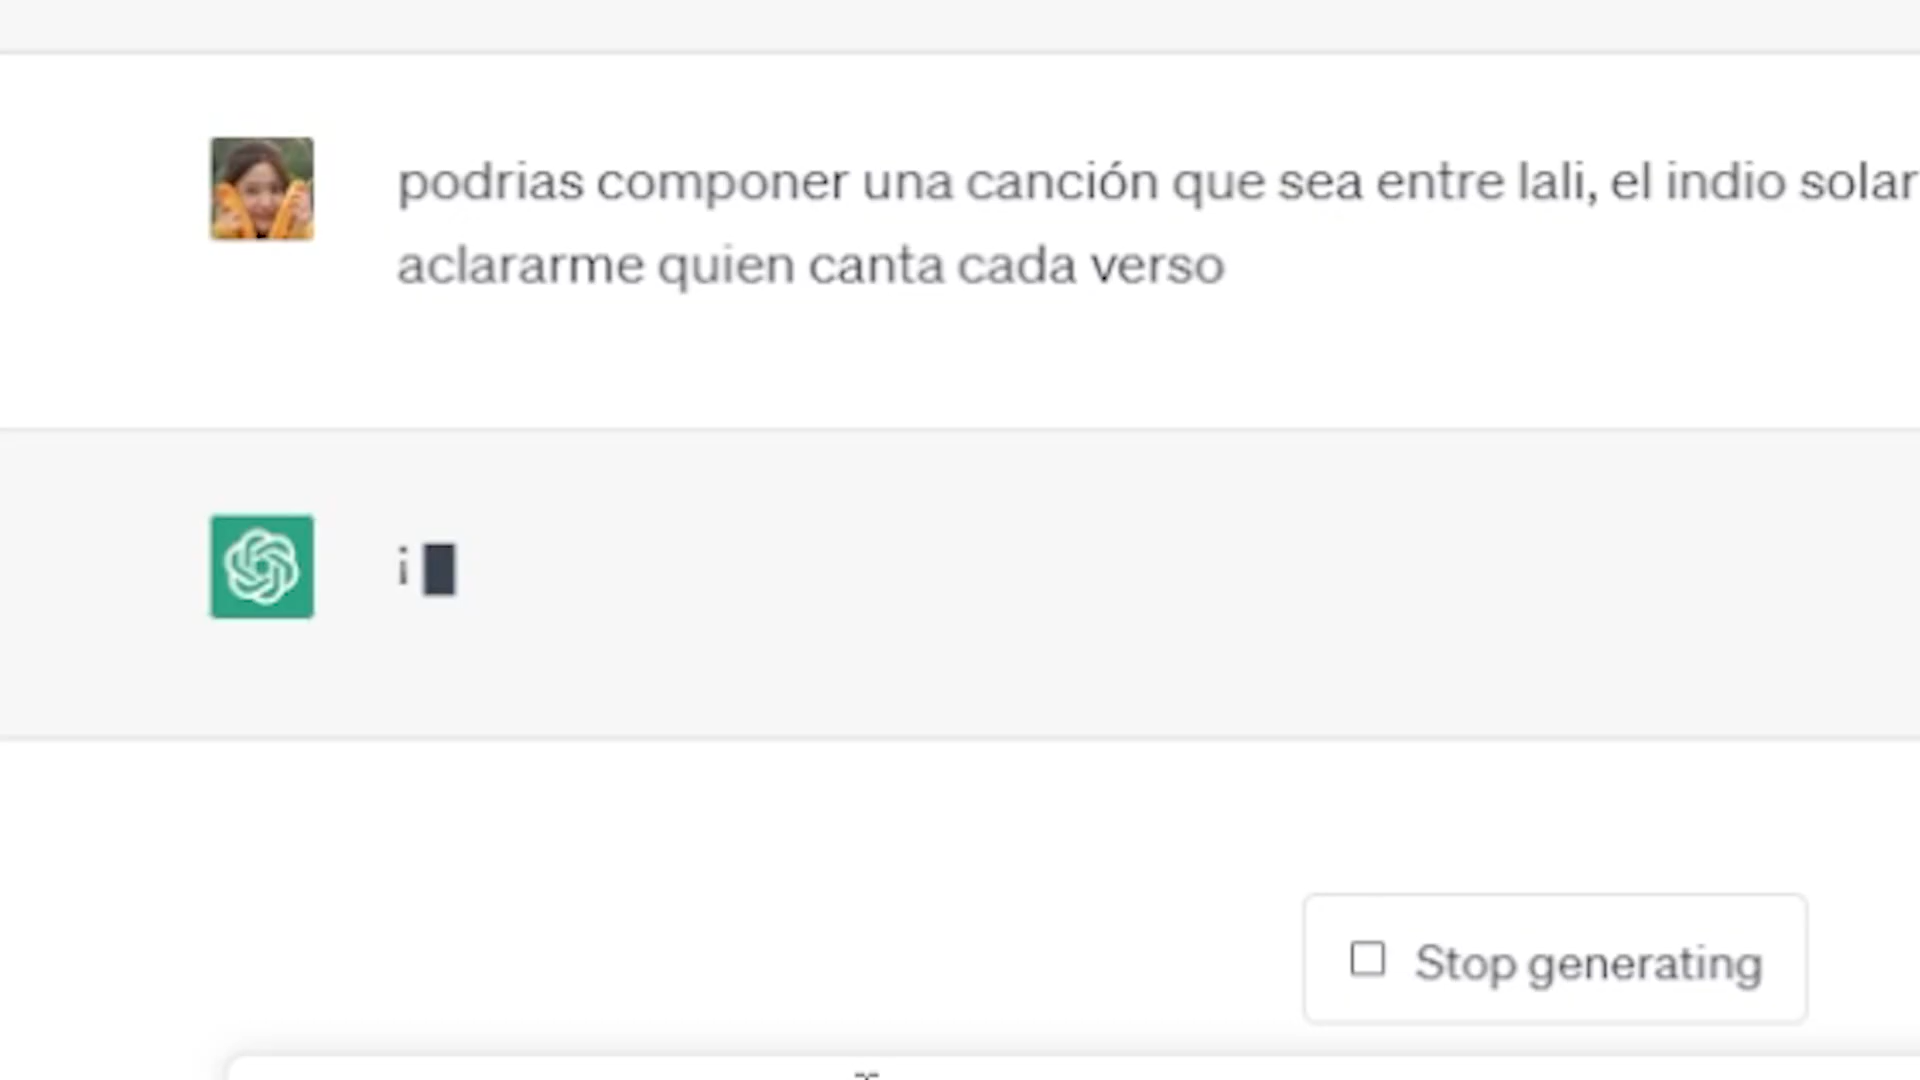 podrias componer una canción que sea entre lali, el indio solar
aclararme quien canta cada verso
¡
Stop generating